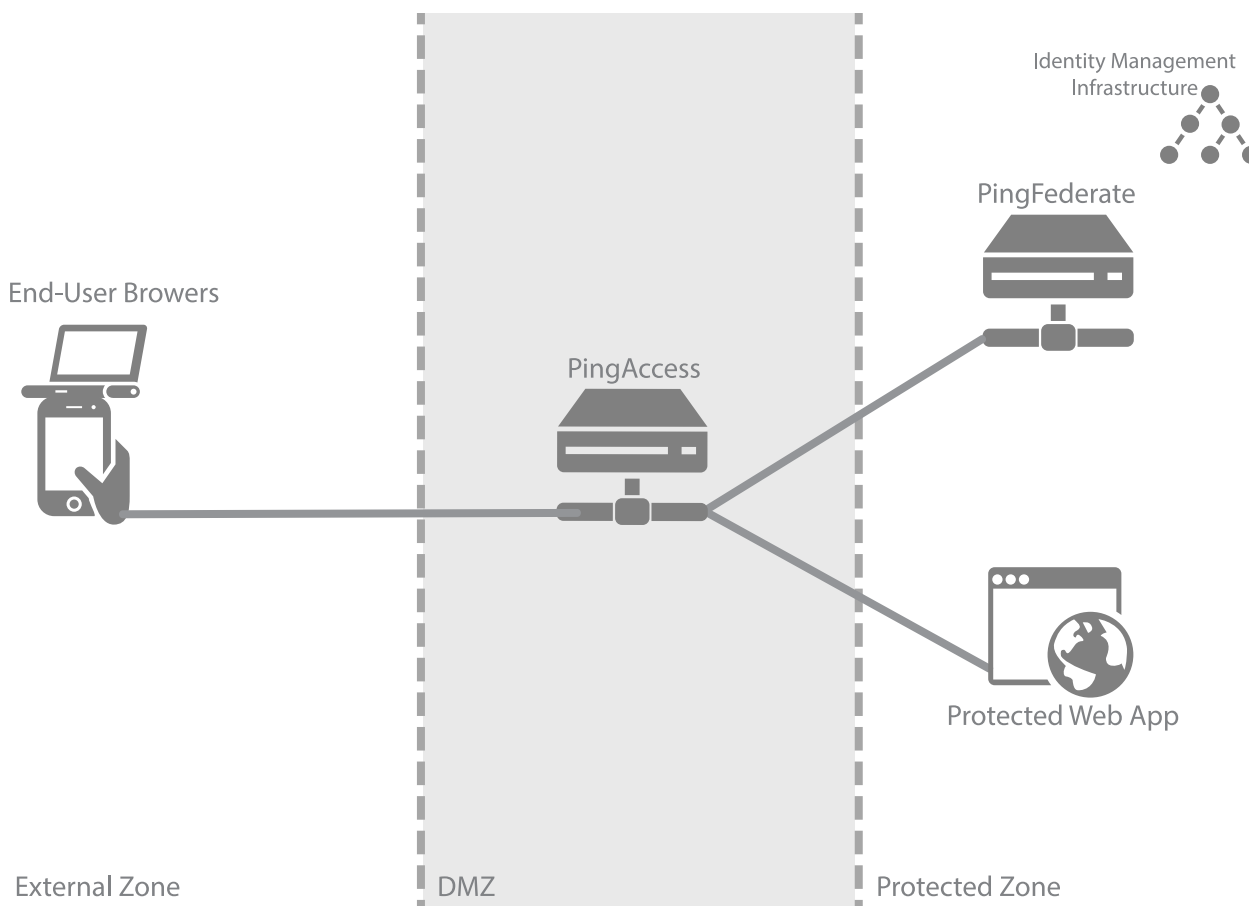 Identity Management
Infrastructure
PingFederate
End-User Browers
PingAccess
Protected Web App
External Zone
DMZ
Protected Zone